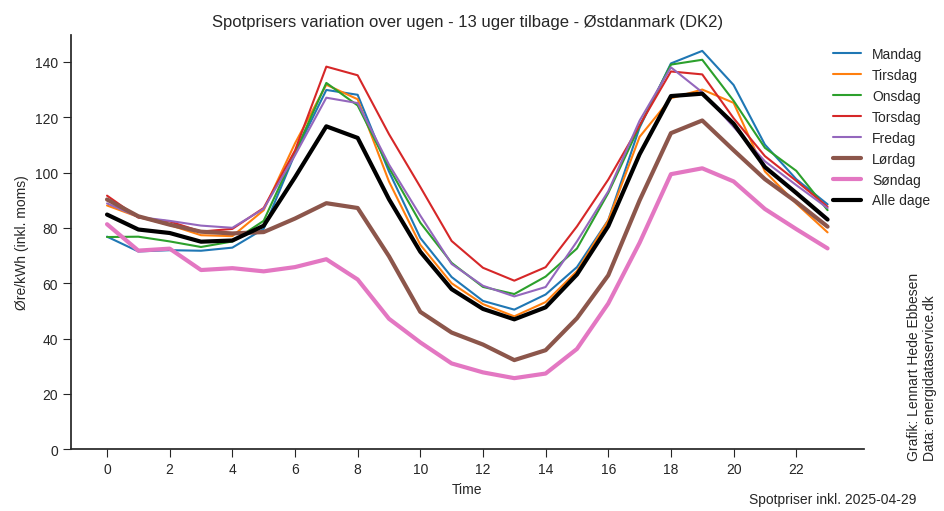 Spotprisers variation over ugen - 13 uger tilbage - Østdanmark (DK2)
Øre/kWh (inkl. moms)
140
120
100
80
60
40
20
0
0 2 4 6 8 10 12 14 16 18 20 22
Time
Mandag
Tirsdag
Onsdag
Torsdag
Fredag
Lørdag
Søndag
Alle dage
Grafik: Lennart Hede Ebbesen
Data: energidataservice.dk
Spotpriser inkl. 2025-04-29